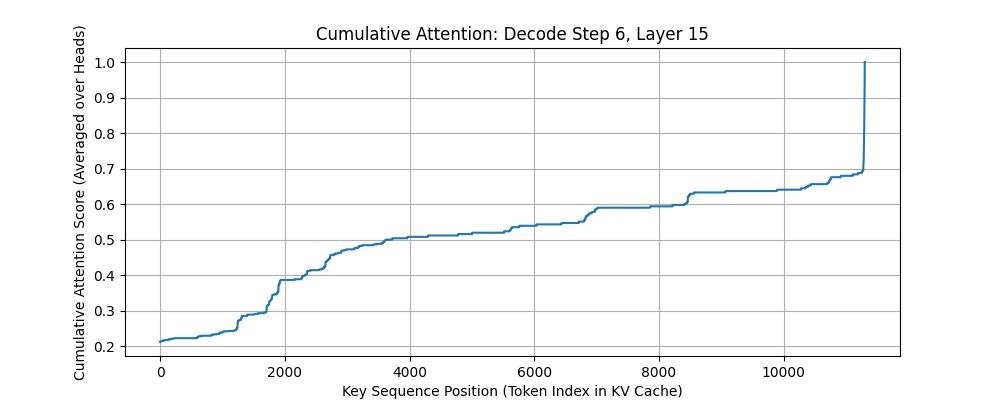 Cumulative Attention: Decode Step 6, Layer 15
Cumulative Attention Score (Averaged over Heads)
1.0
0.9
0.8
0.7
0.6
0.5
0.4
0.3
0.2
0 2000 4000 6000 8000 10000
Key Sequence Position (Token Index in KV Cache)